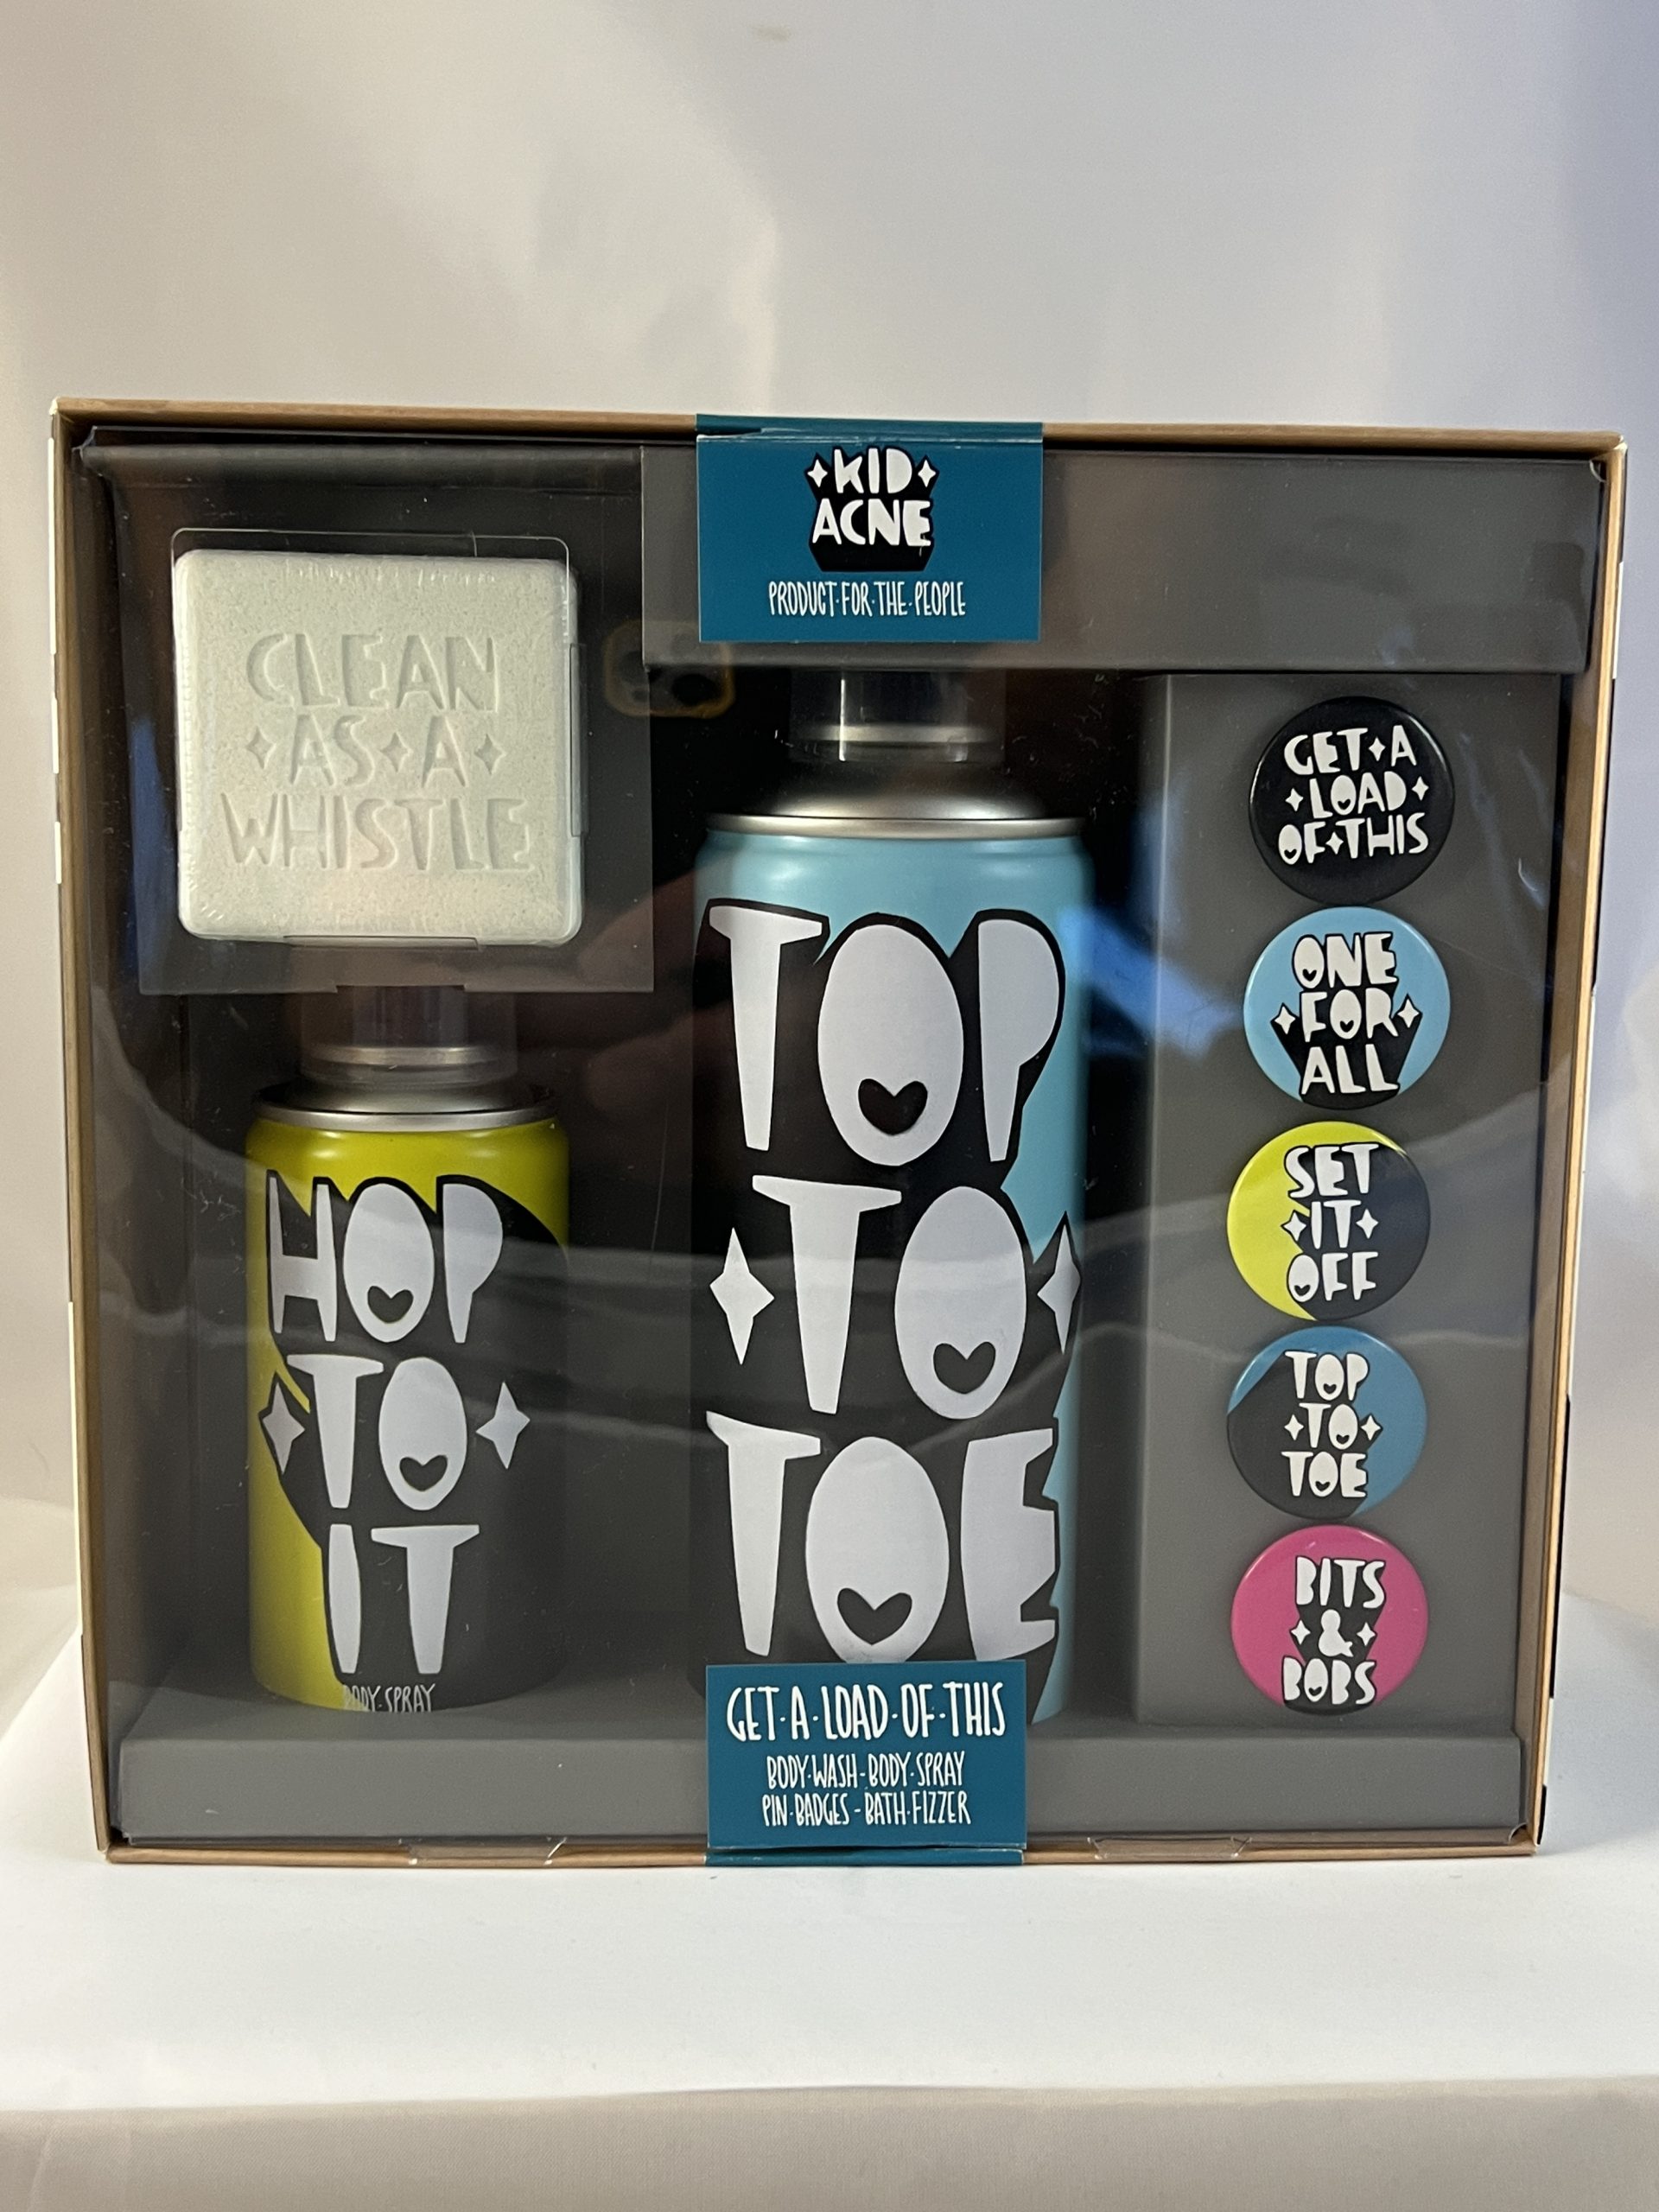 KID
ACNE
PRODUCT·FOR·THE·PEOPLE
CLEAN
AS A
WHISTLE
HOP
TO
IT
BODY·SPRAY
TOP
TO
TOE
GET A
LOAD
OF THIS
ONE
FOR
ALL
SET
IT
OFF
TOP
TO
TOE
BITS
&
BOBS
GET·A·LOAD·OF·THIS
BODY·WASH-BODY·SPRAY
PIN·BADGES-BATH·FIZZER